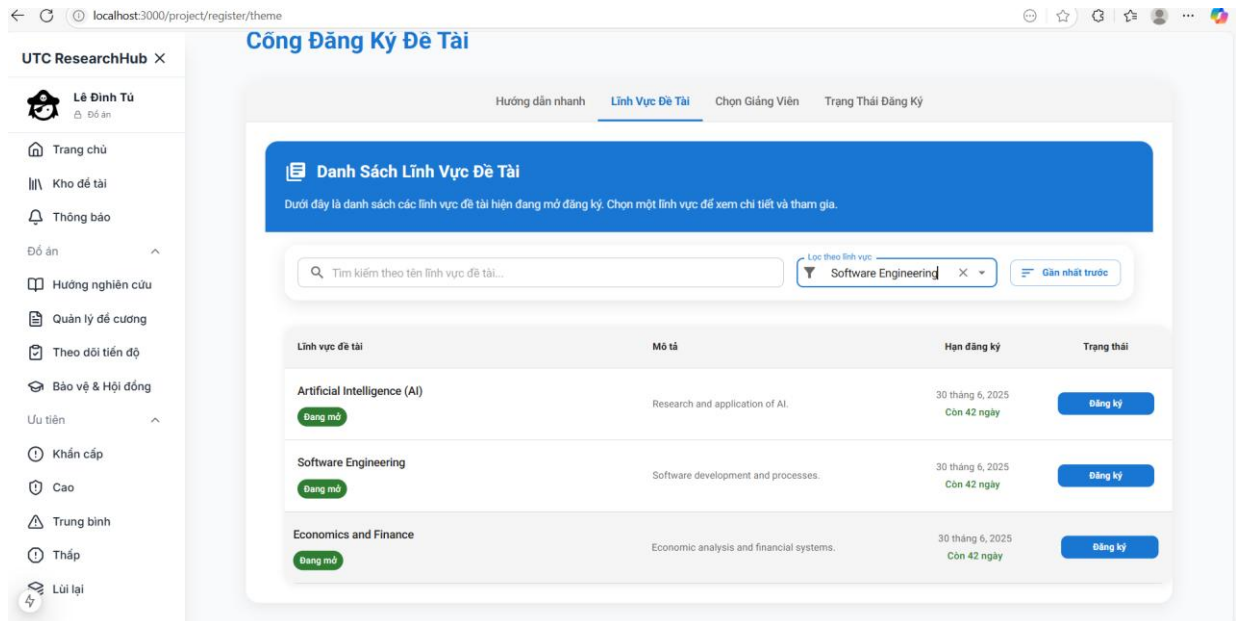 localhost:3000/project/register/theme
UTC ResearchHub
Lê Đình Tú
Đồ án
Trang chủ
Kho đề tài
Thông báo
Đồ án
Hướng nghiên cứu
Quản lý đề cương
Theo dõi tiến độ
Bảo vệ & Hội đồng
Ưu tiên
Khẩn cấp
Cao
Trung bình
Thấp
Lùi lại
Cổng Đăng Ký Đề Tài
Hướng dẫn nhanh Lĩnh Vực Đề Tài Chọn Giảng Viên Trạng Thái Đăng Ký
Danh Sách Lĩnh Vực Đề Tài
Dưới đây là danh sách các lĩnh vực đề tài hiện đang mở đăng ký. Chọn một lĩnh vực để xem chi tiết và tham gia.
Tìm kiếm theo tên lĩnh vực đề tài...
Lọc theo lĩnh vực
Software Engineering
Gần nhất trước
Lĩnh vực đề tài Mô tả Hạn đăng ký Trạng thái
Artificial Intelligence (AI)
Đang mở
Research and application of AI.
30 tháng 6, 2025
Còn 42 ngày
Đăng ký
Software Engineering
Đang mở
Software development and processes.
30 tháng 6, 2025
Còn 42 ngày
Đăng ký
Economics and Finance
Đang mở
Economic analysis and financial systems.
30 tháng 6, 2025
Còn 42 ngày
Đăng ký